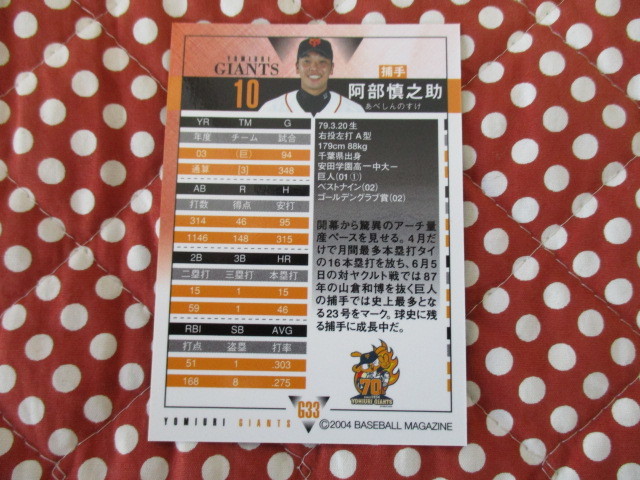 YOMIURI
GIANTS
10
捕手
阿部慎之助
あべしんのすけ
YR TM G
年度 チーム 試合
03 (巨) 94
通算 [3] 348
AB R H
打数 得点 安打
314 46 95
1146 148 315
2B 3B HR
二塁打 三塁打 本塁打
15 1 15
59 1 46
RBI SB AVG
打点 盗塁 打率
51 1 .303
168 8 .275
79.3.20生
右投左打 A型
179cm 88kg
千葉県出身
安田学園高ー中大ー
巨人(01①)
ベストナイン(02)
ゴールデングラブ賞(02)
開幕から驚異のアーチ量
産ペースを見せる。4月だ
けで月間最多本塁打タイ
の16本塁打を放ち、6月5
日の対ヤクルト戦では87
年の山倉和博を抜く巨人
の捕手では史上最多とな
る23号をマーク。球史に残
る捕手に成長中だ。
70
YOMIURI GIANTS
YOMIURI GIANTS
G33
©2004 BASEBALL MAGAZINE